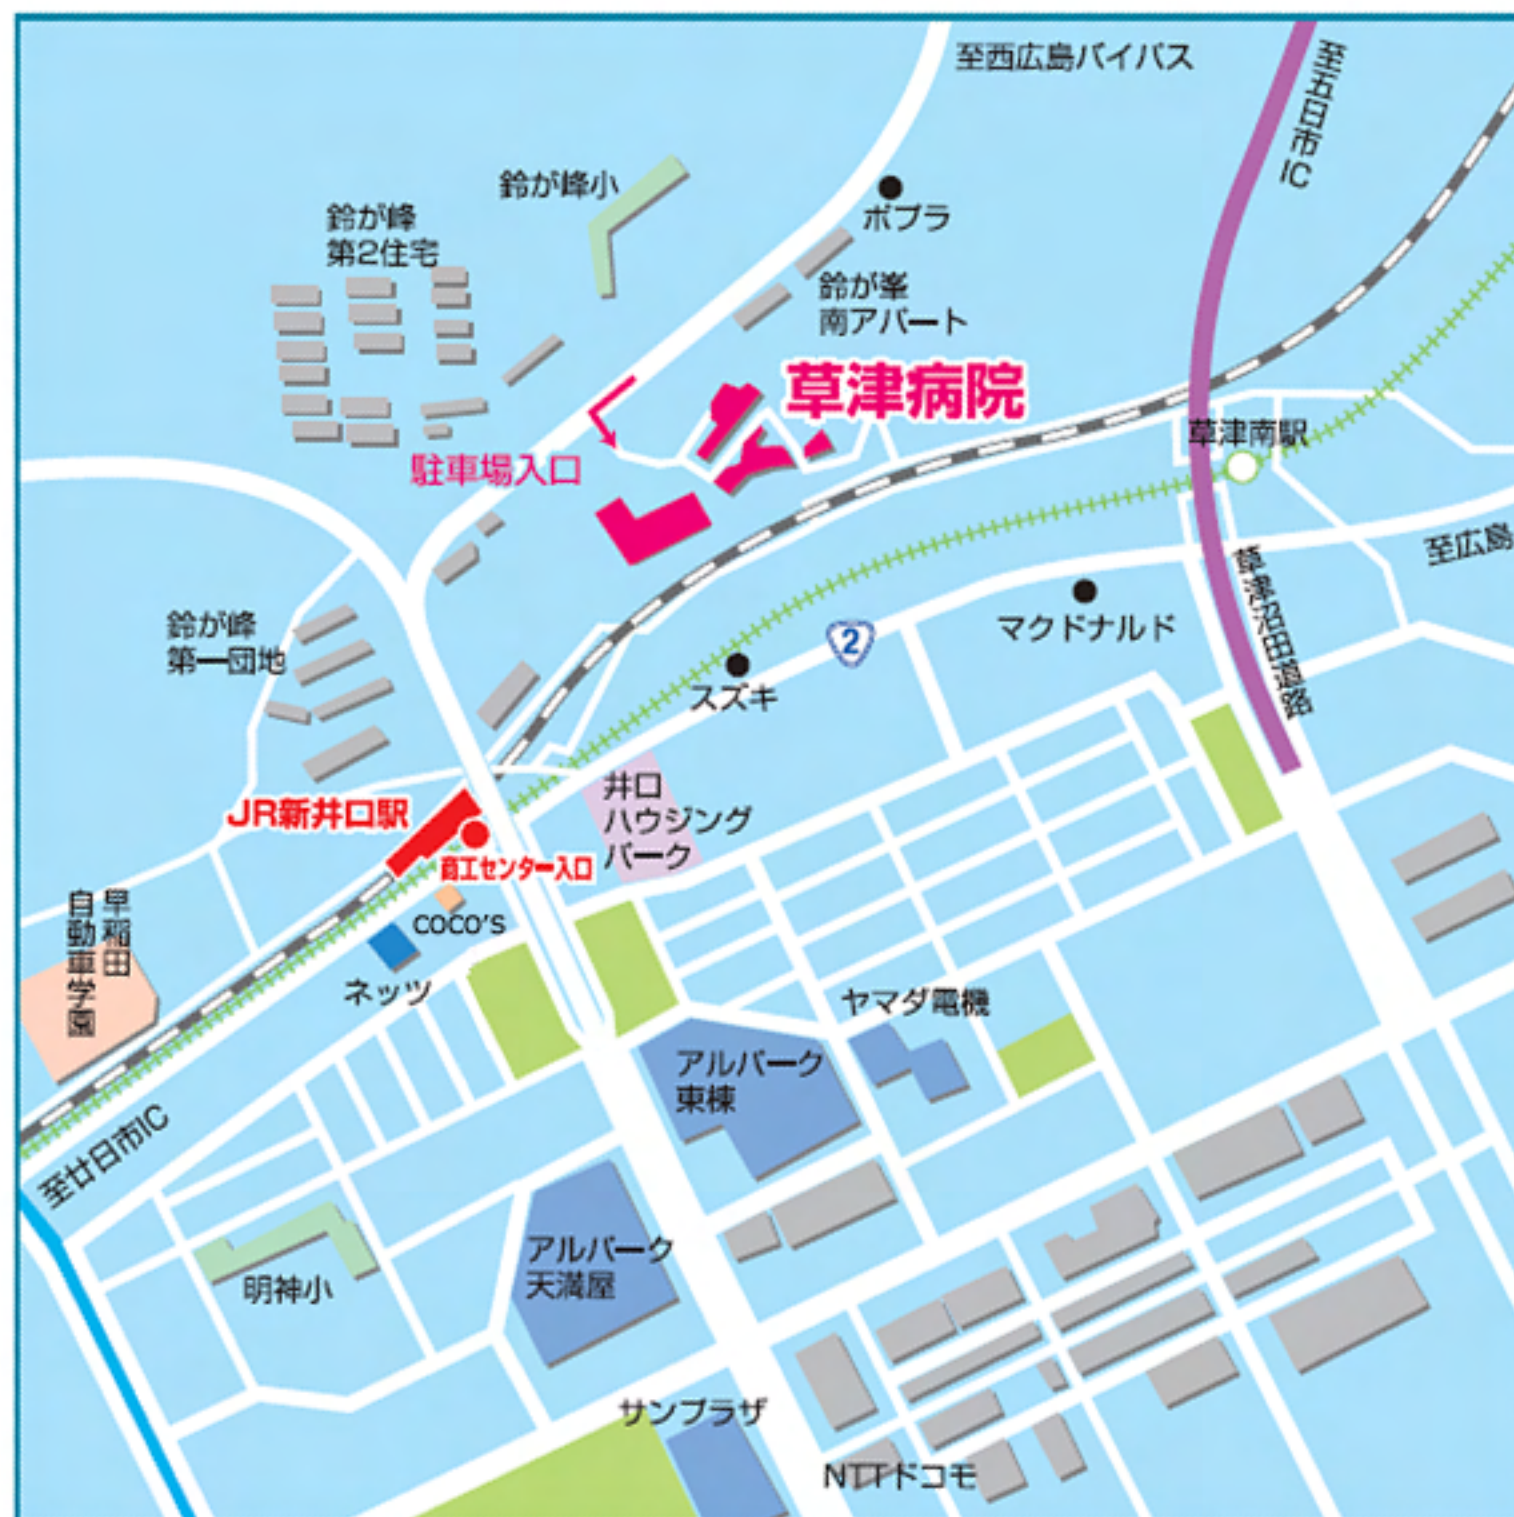 至西広島バイパス
至五日市IC
鈴が峰小
鈴が峰
第2住宅
ポプラ
鈴が峯
南アパート
草津病院
駐車場入口
草津南駅
至広島
草津沼田道路
マクドナルド
2
スズキ
鈴が峰
第一団地
井口
ハウジング
パーク
JR新井口駅
商工センター入口
coco's
ネッツ
早稲田
自動車学園
ヤマダ電機
アルパーク
東棟
至廿日市IC
明神小
アルパーク
天満屋
サンプラザ
NTTドコモ